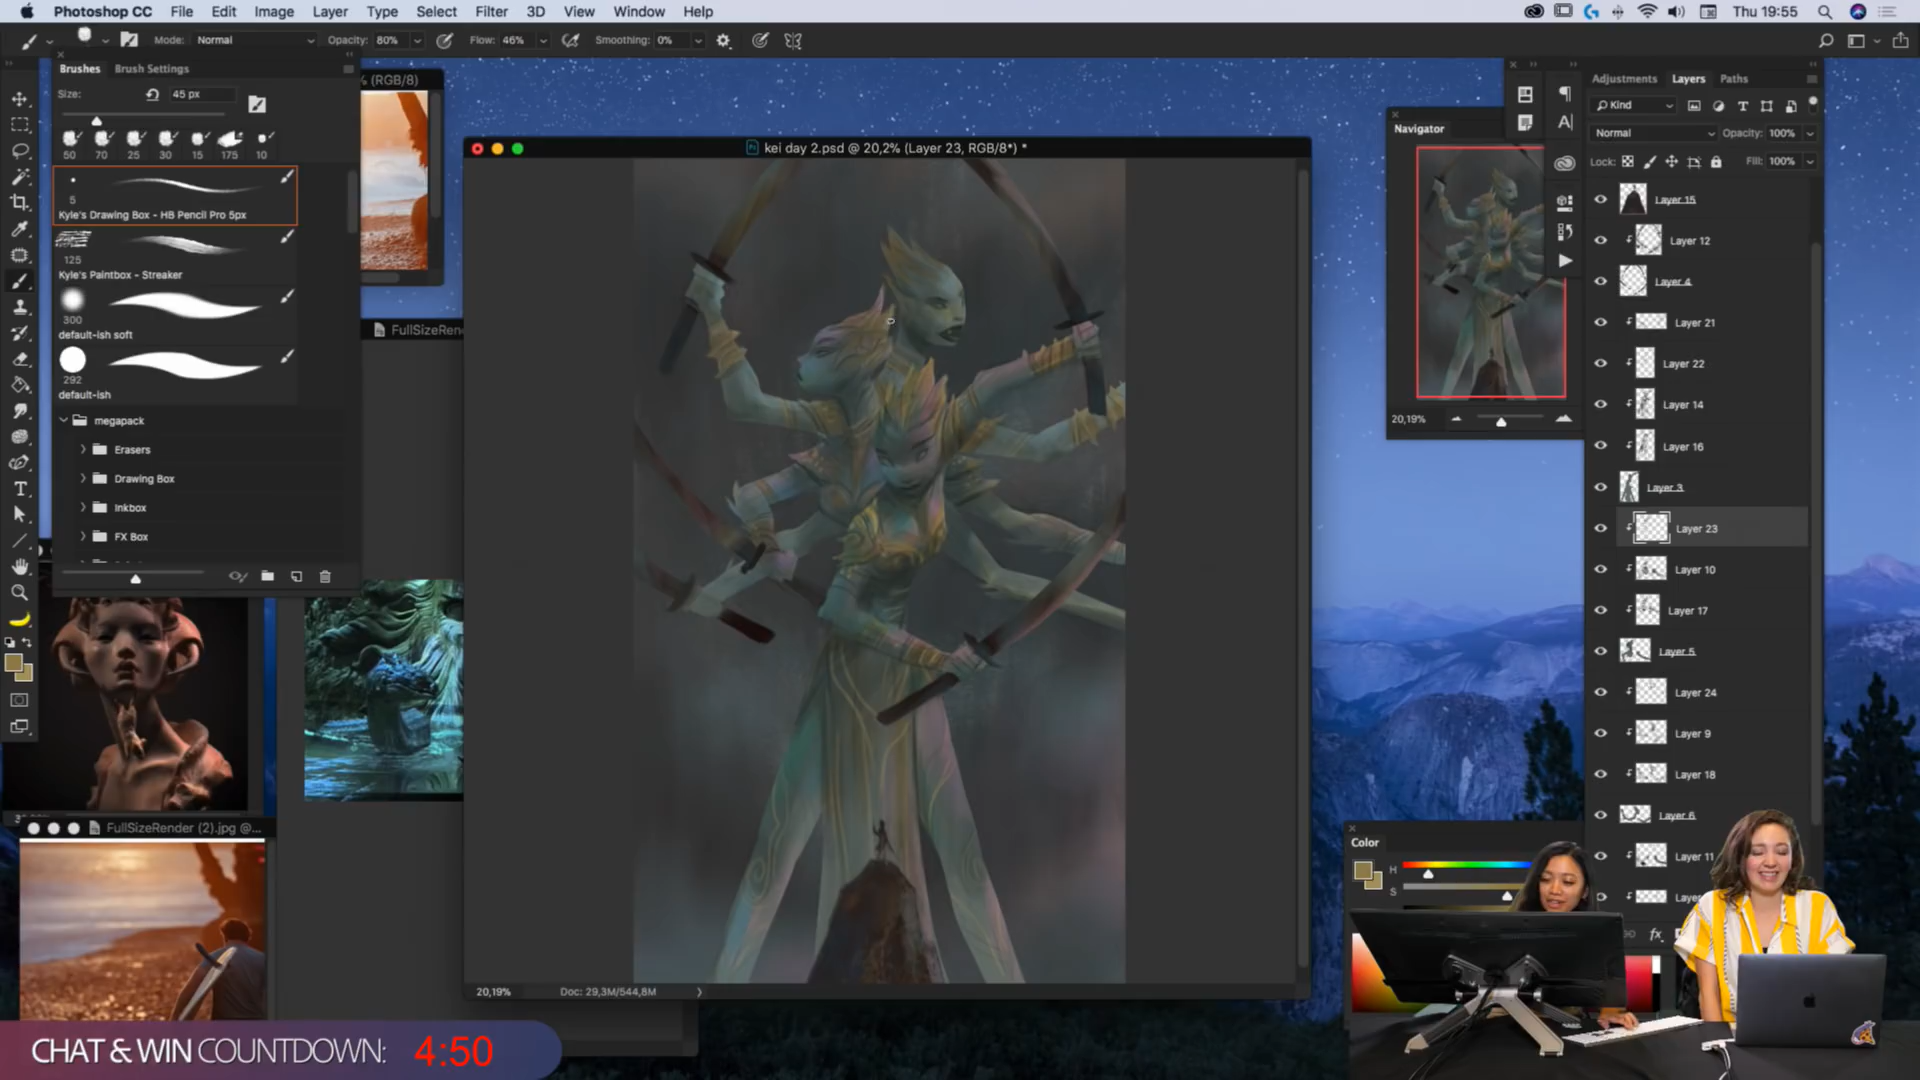 Photoshop CC File Edit Image Layer Type Select Filter 3D View Window Help Thu 19:55
Mode: Normal Opacity: 80% Flow: 46% Smoothing: 0%
Brushes Brush Settings
Size: 45 px
50 70 25 30 15 175 10
5
Kyle's Drawing Box - HB Pencil Pro 5px
125
Kyle's Paintbox - Streaker
300
default-ish soft
292
default-ish
megapack
Erasers
Drawing Box
Inkbox
FX Box
% (RGB/8)
FullSizeRen
kei day 2.psd @ 20,2% (Layer 23, RGB/8*) *
20,19% Doc: 29,3M/544,8M
FullSizeRender (2).jpg @...
Navigator
20,19%
Adjustments Layers Paths
Kind
Normal Opacity: 100%
Lock: Fill: 100%
Layer 15
Layer 12
Layer 4
Layer 21
Layer 22
Layer 14
Layer 16
Layer 3
Layer 23
Layer 10
Layer 17
Layer 5
Layer 24
Layer 9
Layer 18
Layer 6
Layer 11
Color
H
S
fx
CHAT & WIN COUNTDOWN: 4:50